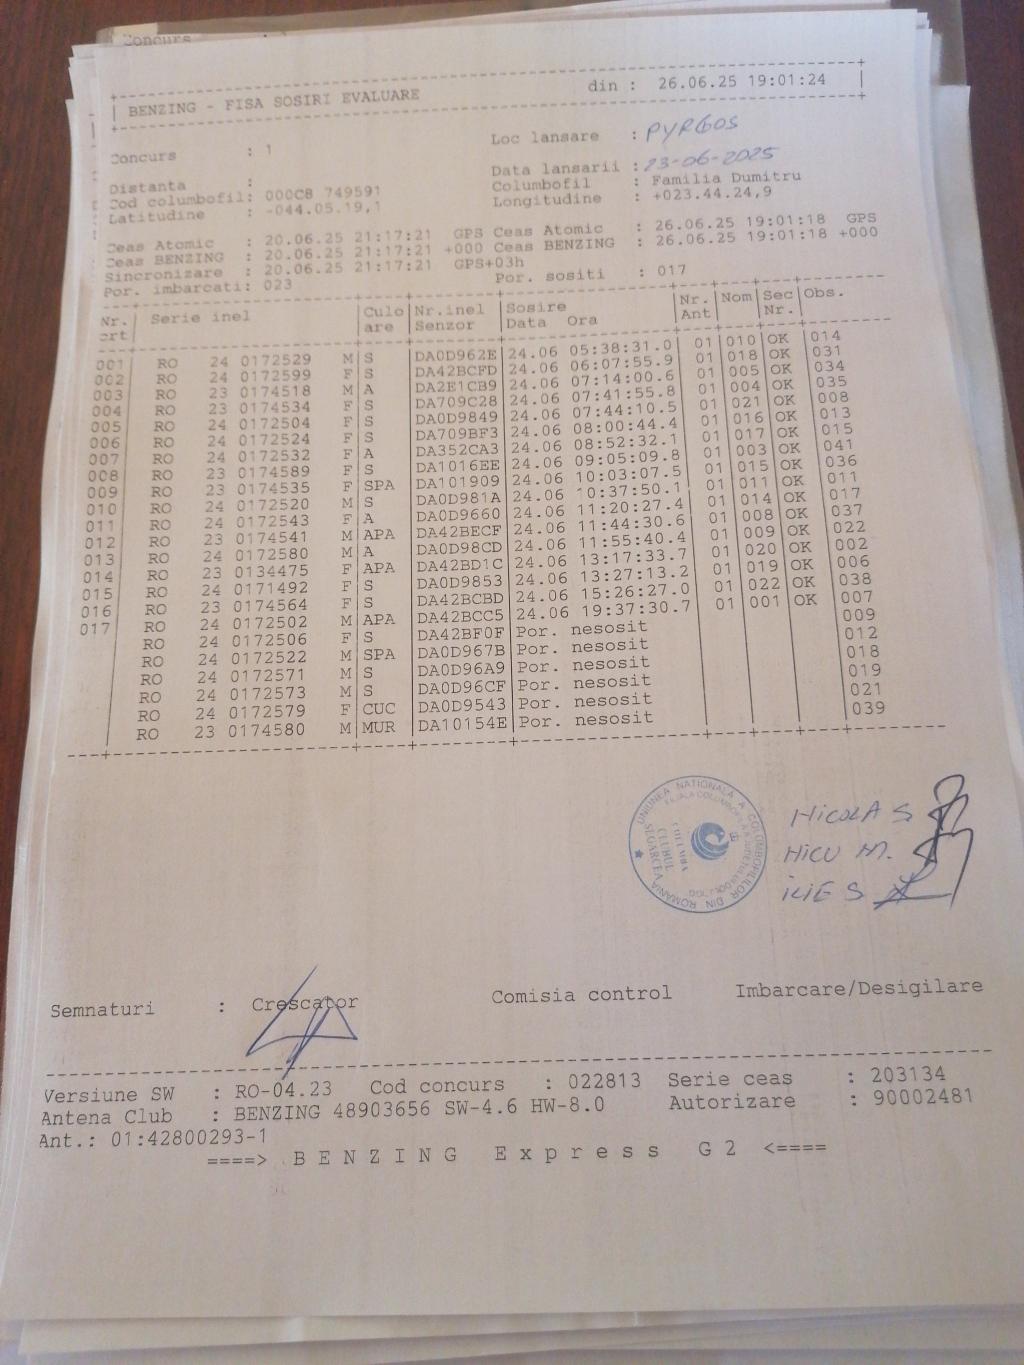 Concurs
BENZING - FISA SOSIRI EVALUARE din : 26.06.25 19:01:24
Concurs : 1 Loc lansare : PYRGOS
Data lansarii : 23-06-2025
Distanta : Columbofil : Familia Dumitru
Cod columbofil: 000C8 749591 Longitudine : +023.44.24,9
Latitudine : -044.05.19,1
Ceas Atomic : 20.06.25 21:17:21 GPS Ceas Atomic : 26.06.25 19:01:18 GPS
Ceas BENZING : 20.06.25 21:17:21 +000 Ceas BENZING : 26.06.25 19:01:18 +000
Sincronizare : 20.06.25 21:17:21 GPS+03h
Por. imbarcati: 023 Por. sositi : 017
Nr. Serie inel Culo Nr.inel Sosire Nr. Nom Sec Obs.
crt are Senzor Data Ora Ant Nr.
001 RO 24 0172529 M S DA0D962E 24.06 05:38:31.0 01 010 OK 014
002 RO 24 0172599 F S DA42BCFD 24.06 06:07:55.9 01 018 OK 031
003 RO 23 0174518 M A DA2E1CB9 24.06 07:14:00.6 01 005 OK 034
004 RO 23 0174534 F S DA709C28 24.06 07:41:55.8 01 004 OK 035
005 RO 24 0172504 F S DA0D9849 24.06 07:44:10.5 01 021 OK 008
006 RO 24 0172524 F S DA709BF3 24.06 08:00:44.4 01 016 OK 013
007 RO 24 0172532 F A DA352CA3 24.06 08:52:32.1 01 017 OK 015
008 RO 23 0174589 F S DA1016EE 24.06 09:05:09.8 01 003 OK 041
009 RO 23 0174535 F SPA DA101909 24.06 10:03:07.5 01 015 OK 036
010 RO 24 0172520 M S DA0D981A 24.06 10:37:50.1 01 011 OK 011
011 RO 24 0172543 F A DA0D9660 24.06 11:20:27.4 01 014 OK 017
012 RO 23 0174541 M APA DA42BECF 24.06 11:44:30.6 01 008 OK 037
013 RO 24 0172580 M A DA0D98CD 24.06 11:55:40.4 01 009 OK 022
014 RO 23 0134475 F APA DA42BD1C 24.06 13:17:33.7 01 020 OK 002
015 RO 24 0171492 F S DA0D9853 24.06 13:27:13.2 01 019 OK 006
016 RO 23 0174564 F S DA42BCBD 24.06 15:26:27.0 01 022 OK 038
017 RO 24 0172502 M APA DA42BCC5 24.06 19:37:30.7 01 001 OK 007
RO 24 0172506 F S DA42BF0F Por. nesosit 009
RO 24 0172522 M SPA DA0D967B Por. nesosit 012
RO 24 0172571 M S DA0D96A9 Por. nesosit 018
RO 24 0172573 M S DA0D96CF Por. nesosit 019
RO 24 0172579 F CUC DA0D9543 Por. nesosit 021
RO 23 0174580 M MUR DA10154E Por. nesosit 039
UNIUNEA NATIONALA A COLUMBOFILILOR DIN ROMANIA
CLUBUL
COLUMBA
SEGARCEA
NICOLA S
NICU M.
ILIE S
Semnaturi : Crescator Comisia control Imbarcare/Desigilare
Versiune SW : RO-04.23 Cod concurs : 022813 Serie ceas : 203134
Antena Club : BENZING 48903656 SW-4.6 HW-8.0 Autorizare : 90002481
Ant.: 01:42800293-1
====> BENZING Express G2 <====